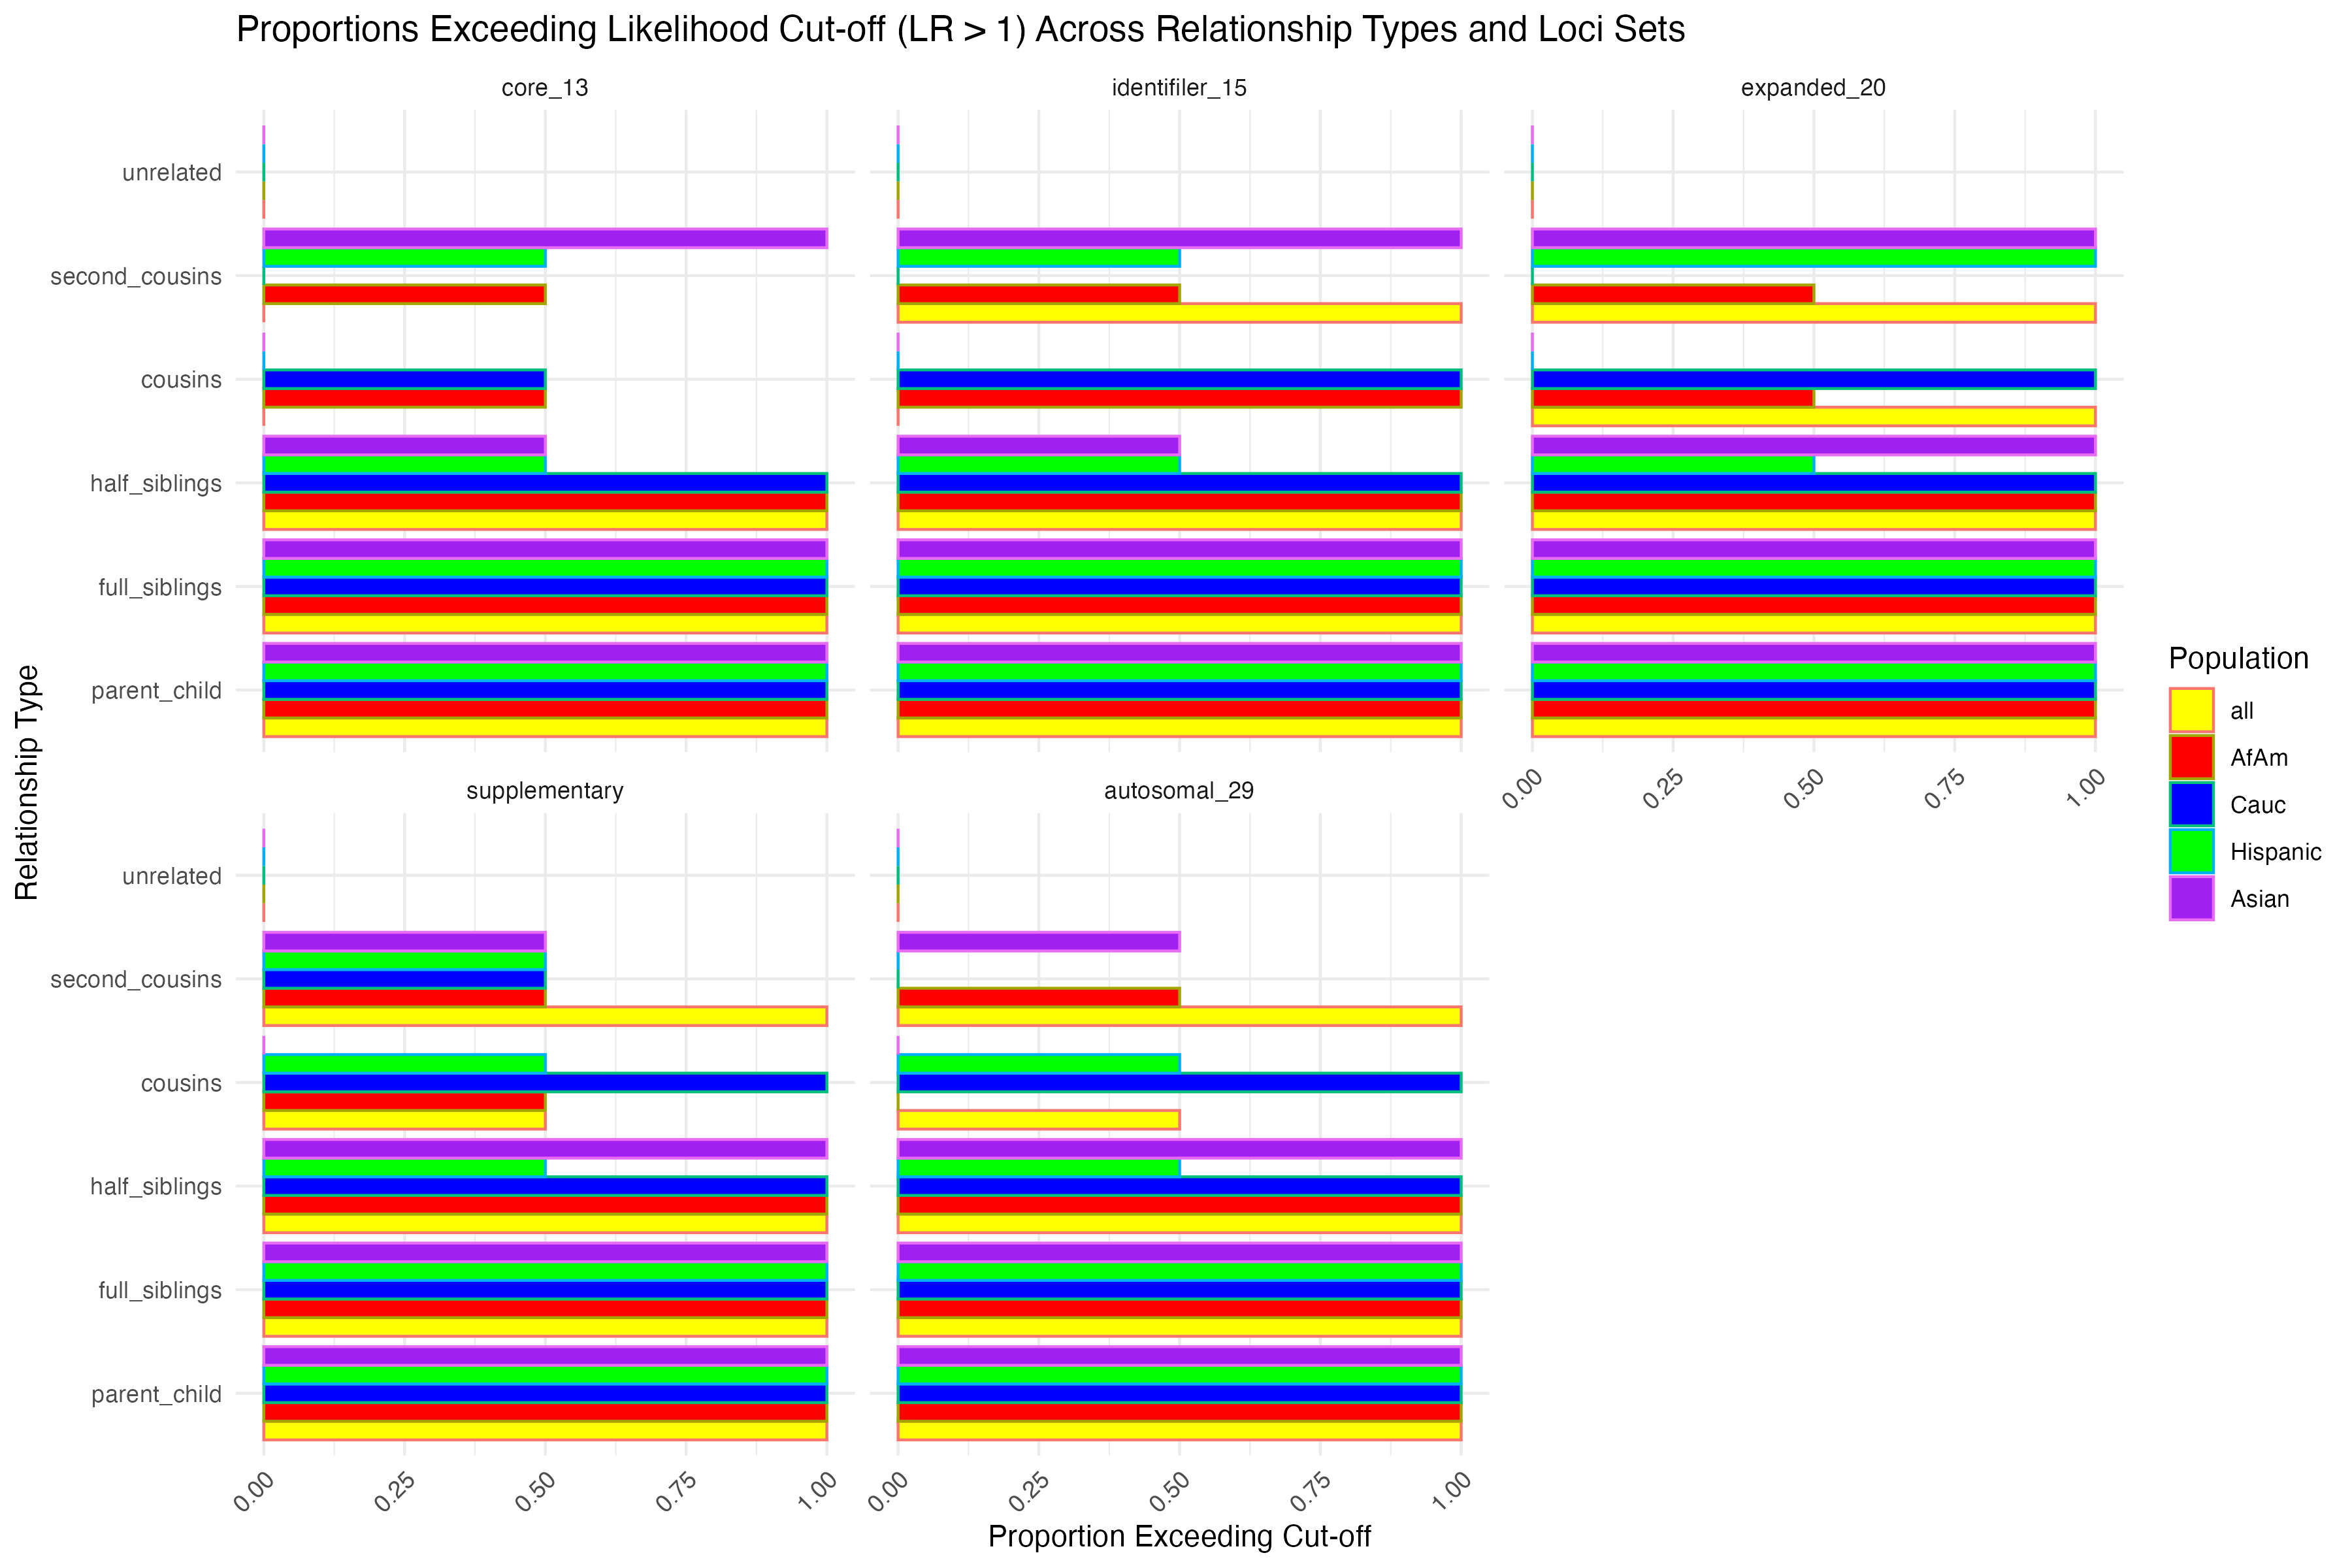 Proportions Exceeding Likelihood Cut-off (LR > 1) Across Relationship Types and Loci Sets
core_13
identifiler_15
expanded_20
unrelated
second_cousins
cousins
half_siblings
full_siblings
parent_child
0.00
0.25
0.50
0.75
1.00
supplementary
autosomal_29
unrelated
second_cousins
cousins
half_siblings
full_siblings
parent_child
0.00
0.25
0.50
0.75
1.00
0.00
0.25
0.50
0.75
1.00
Relationship Type
Proportion Exceeding Cut-off
Population
all
AfAm
Cauc
Hispanic
Asian